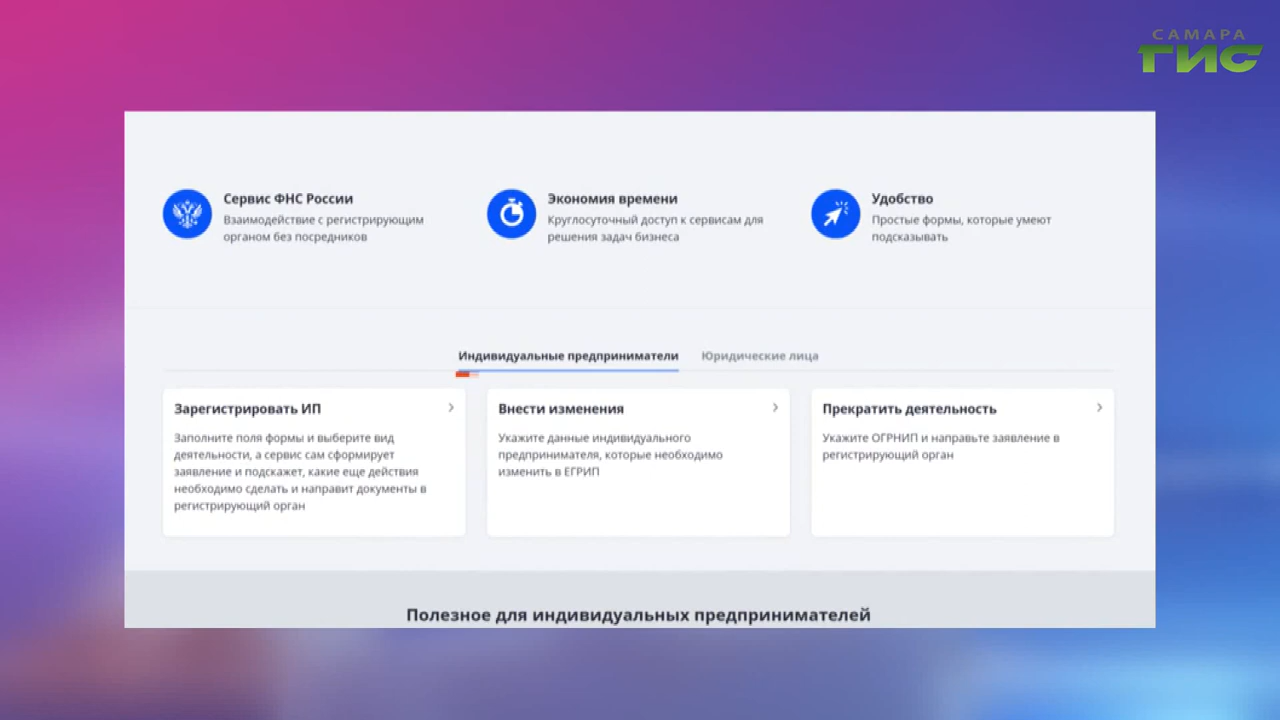 САМАРА
ГИС
Сервис ФНС России
Взаимодействие с регистрирующим
органом без посредников
Экономия времени
Круглосуточный доступ к сервисам для
решения задач бизнеса
Удобство
Простые формы, которые умеют
подсказывать
Индивидуальные предприниматели
Юридические лица
Зарегистрировать ИП
Заполните поля формы и выберите вид
деятельности, а сервис сам сформирует
заявление и подскажет, какие еще действия
необходимо сделать и направит документы в
регистрирующий орган
Внести изменения
Укажите данные индивидуального
предпринимателя, которые необходимо
изменить в ЕГРИП
Прекратить деятельность
Укажите ОГРНИП и направьте заявление в
регистрирующий орган
Полезное для индивидуальных предпринимателей